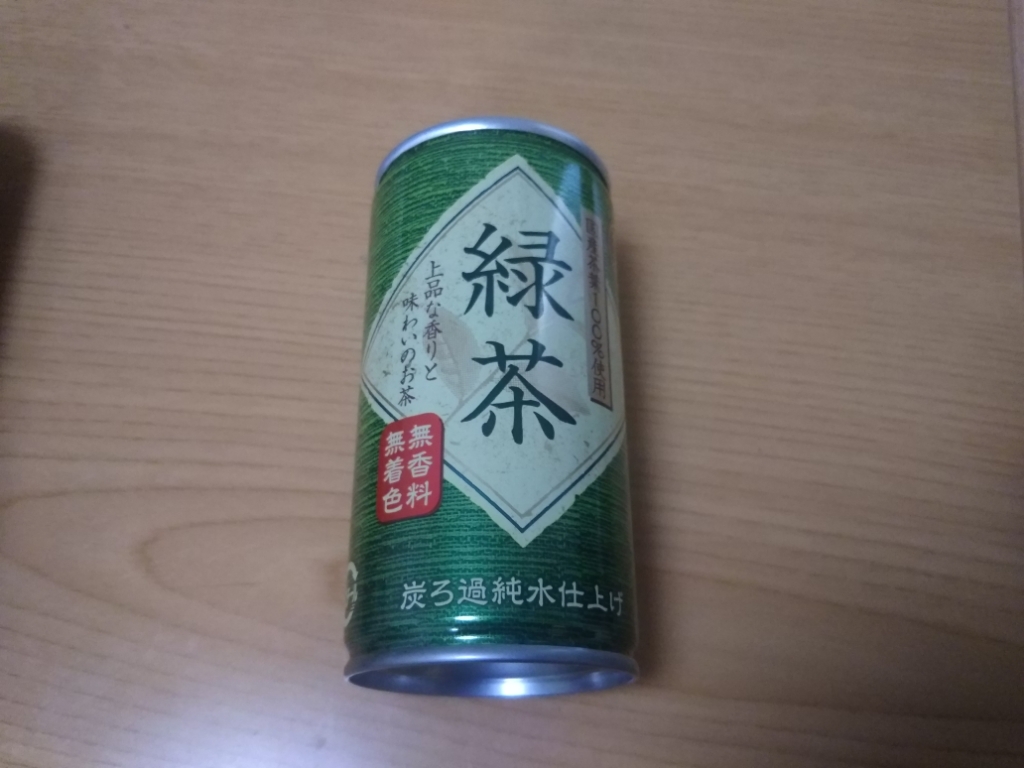 緑茶
国産茶葉100%使用
上品な香りと
味わいのお茶
無香料
無着色
炭ろ過純水仕上げ